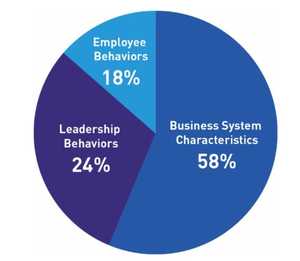 Employee
Behaviors
18%
Business System
Characteristics
58%
Leadership
Behaviors
24%